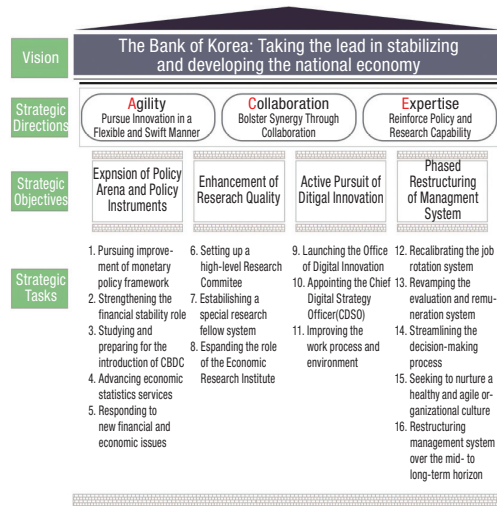 Vision
The Bank of Korea: Taking the lead in stabilizing
and developing the national economy
Strategic
Directions
Agility
Pursue Innovation in a
Flexible and Swift Manner
Collaboration
Bolster Synergy Through
Collaboration
Expertise
Reinforce Policy and
Research Capability
Strategic
Objectives
Expnsion of Policy
Arena and Policy
Instruments
Enhancement of
Reserach Quality
Active Pursuit of
Ditigal Innovation
Phased
Restructuring
of Managment
System
Strategic
Tasks
1. Pursuing improve-
ment of monetary
policy framework
2. Strengthening the
financial stability role
3. Studying and
preparing for the
introduction of CBDC
4. Advancing economic
statistics services
5. Responding to
new financial and
economic issues
6. Setting up a
high-level Research
Commitee
7. Establishing a
special research
fellow system
8. Espanding the role
of the Economic
Research Institute
9. Launching the Office
of Digital Innovation
10. Appointing the Chief
Digital Strategy
Officer(CDSO)
11. Improving the
work process and
environment
12. Recalibrating the job
rotation system
13. Revamping the
evaluation and remu-
neration system
14. Streamlining the
decision-making
process
15. Seeking to nurture a
healthy and agile or-
ganizational culture
16. Restructuring
management system
over the mid- to
long-term horizon